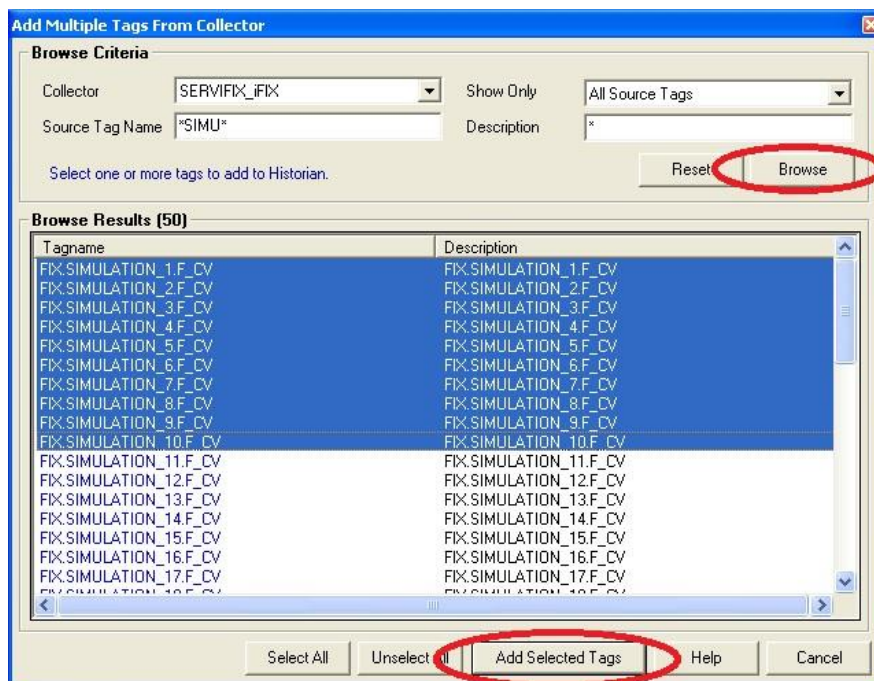 Add Multiple Tags From Collector
Browse Criteria
Collector SERVIFIX_iFIX Show Only All Source Tags
Source Tag Name *SIMU* Description *
Select one or more tags to add to Historian. Reset Browse
Browse Results (50)
Tagname Description
FIX.SIMULATION_1.F_CV FIX.SIMULATION_1.F_CV
FIX.SIMULATION_2.F_CV FIX.SIMULATION_2.F_CV
FIX.SIMULATION_3.F_CV FIX.SIMULATION_3.F_CV
FIX.SIMULATION_4.F_CV FIX.SIMULATION_4.F_CV
FIX.SIMULATION_5.F_CV FIX.SIMULATION_5.F_CV
FIX.SIMULATION_6.F_CV FIX.SIMULATION_6.F_CV
FIX.SIMULATION_7.F_CV FIX.SIMULATION_7.F_CV
FIX.SIMULATION_8.F_CV FIX.SIMULATION_8.F_CV
FIX.SIMULATION_9.F_CV FIX.SIMULATION_9.F_CV
FIX.SIMULATION_10.F_CV FIX.SIMULATION_10.F_CV
FIX.SIMULATION_11.F_CV FIX.SIMULATION_11.F_CV
FIX.SIMULATION_12.F_CV FIX.SIMULATION_12.F_CV
FIX.SIMULATION_13.F_CV FIX.SIMULATION_13.F_CV
FIX.SIMULATION_14.F_CV FIX.SIMULATION_14.F_CV
FIX.SIMULATION_15.F_CV FIX.SIMULATION_15.F_CV
FIX.SIMULATION_16.F_CV FIX.SIMULATION_16.F_CV
FIX.SIMULATION_17.F_CV FIX.SIMULATION_17.F_CV
Select All Unselect All Add Selected Tags Help Cancel